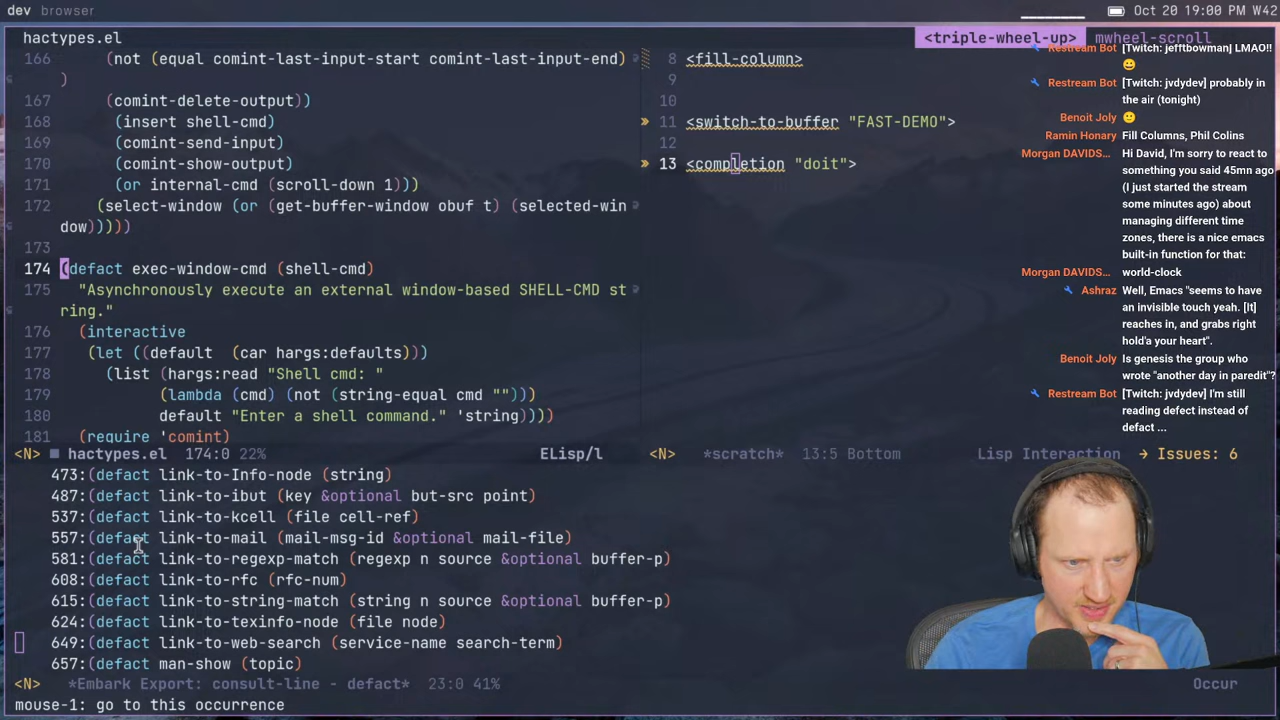 dev browser
Oct 20 19:00 PM W42
hactypes.el
<triple-wheel-up> mwheel-scroll
166 (not (equal comint-last-input-start comint-last-input-end)
)
167 (comint-delete-output))
168 (insert shell-cmd)
169 (comint-send-input)
170 (comint-show-output)
171 (or internal-cmd (scroll-down 1)))
172 (select-window (or (get-buffer-window obuf t) (selected-win
dow)))))
173
174 (defact exec-window-cmd (shell-cmd)
175 "Asynchronously execute an external window-based SHELL-CMD st
ring."
176 (interactive
177 (let ((default  (car hargs:defaults)))
178 (list (hargs:read "Shell cmd: "
179 (lambda (cmd) (not (string-equal cmd "")))
180 default "Enter a shell command." 'string))))
181 (require 'comint)
<N> hactypes.el 174:0 22% ELisp/l
8 <fill-column>
9
10
11 <switch-to-buffer "FAST-DEMO">
12
13 <completion "doit">
<N> *scratch* 13:5 Bottom Lisp Interaction → Issues: 6
Restream Bot [Twitch: jefftbowman] LMAO!!
😀
Restream Bot [Twitch: jvdydev] probably in
the air (tonight)
Benoit Joly 🙂
Ramin Honary Fill Columns, Phil Colins
Morgan DAVIDS... Hi David, I'm sorry to react to
something you said 45mn ago
(I just started the stream
some minutes ago) about
managing different time
zones, there is a nice emacs
built-in function for that:
Morgan DAVIDS... world-clock
Ashraz Well, Emacs "seems to have
an invisible touch yeah. [It]
reaches in, and grabs right
hold'a your heart".
Benoit Joly Is genesis the group who
wrote "another day in paredit"?
Restream Bot [Twitch: jvdydev] I'm still
reading defect instead of
defact ...
473:(defact link-to-Info-node (string)
487:(defact link-to-ibut (key &optional but-src point)
537:(defact link-to-kcell (file cell-ref)
557:(defact link-to-mail (mail-msg-id &optional mail-file)
581:(defact link-to-regexp-match (regexp n source &optional buffer-p)
608:(defact link-to-rfc (rfc-num)
615:(defact link-to-string-match (string n source &optional buffer-p)
624:(defact link-to-texinfo-node (file node)
649:(defact link-to-web-search (service-name search-term)
657:(defact man-show (topic)
<N> *Embark Export: consult-line - defact* 23:0 41% Occur
mouse-1: go to this occurrence